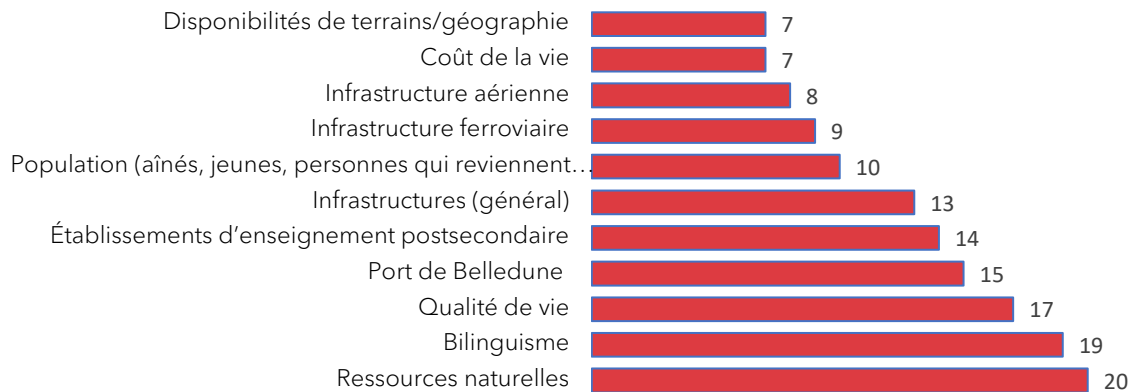 Disponibilités de terrains/géographie 7
Coût de la vie 7
Infrastructure aérienne 8
Infrastructure ferroviaire 9
Population (aînés, jeunes, personnes qui reviennent… 10
Infrastructures (général) 13
Établissements d’enseignement postsecondaire 14
Port de Belledune 15
Qualité de vie 17
Bilinguisme 19
Ressources naturelles 20